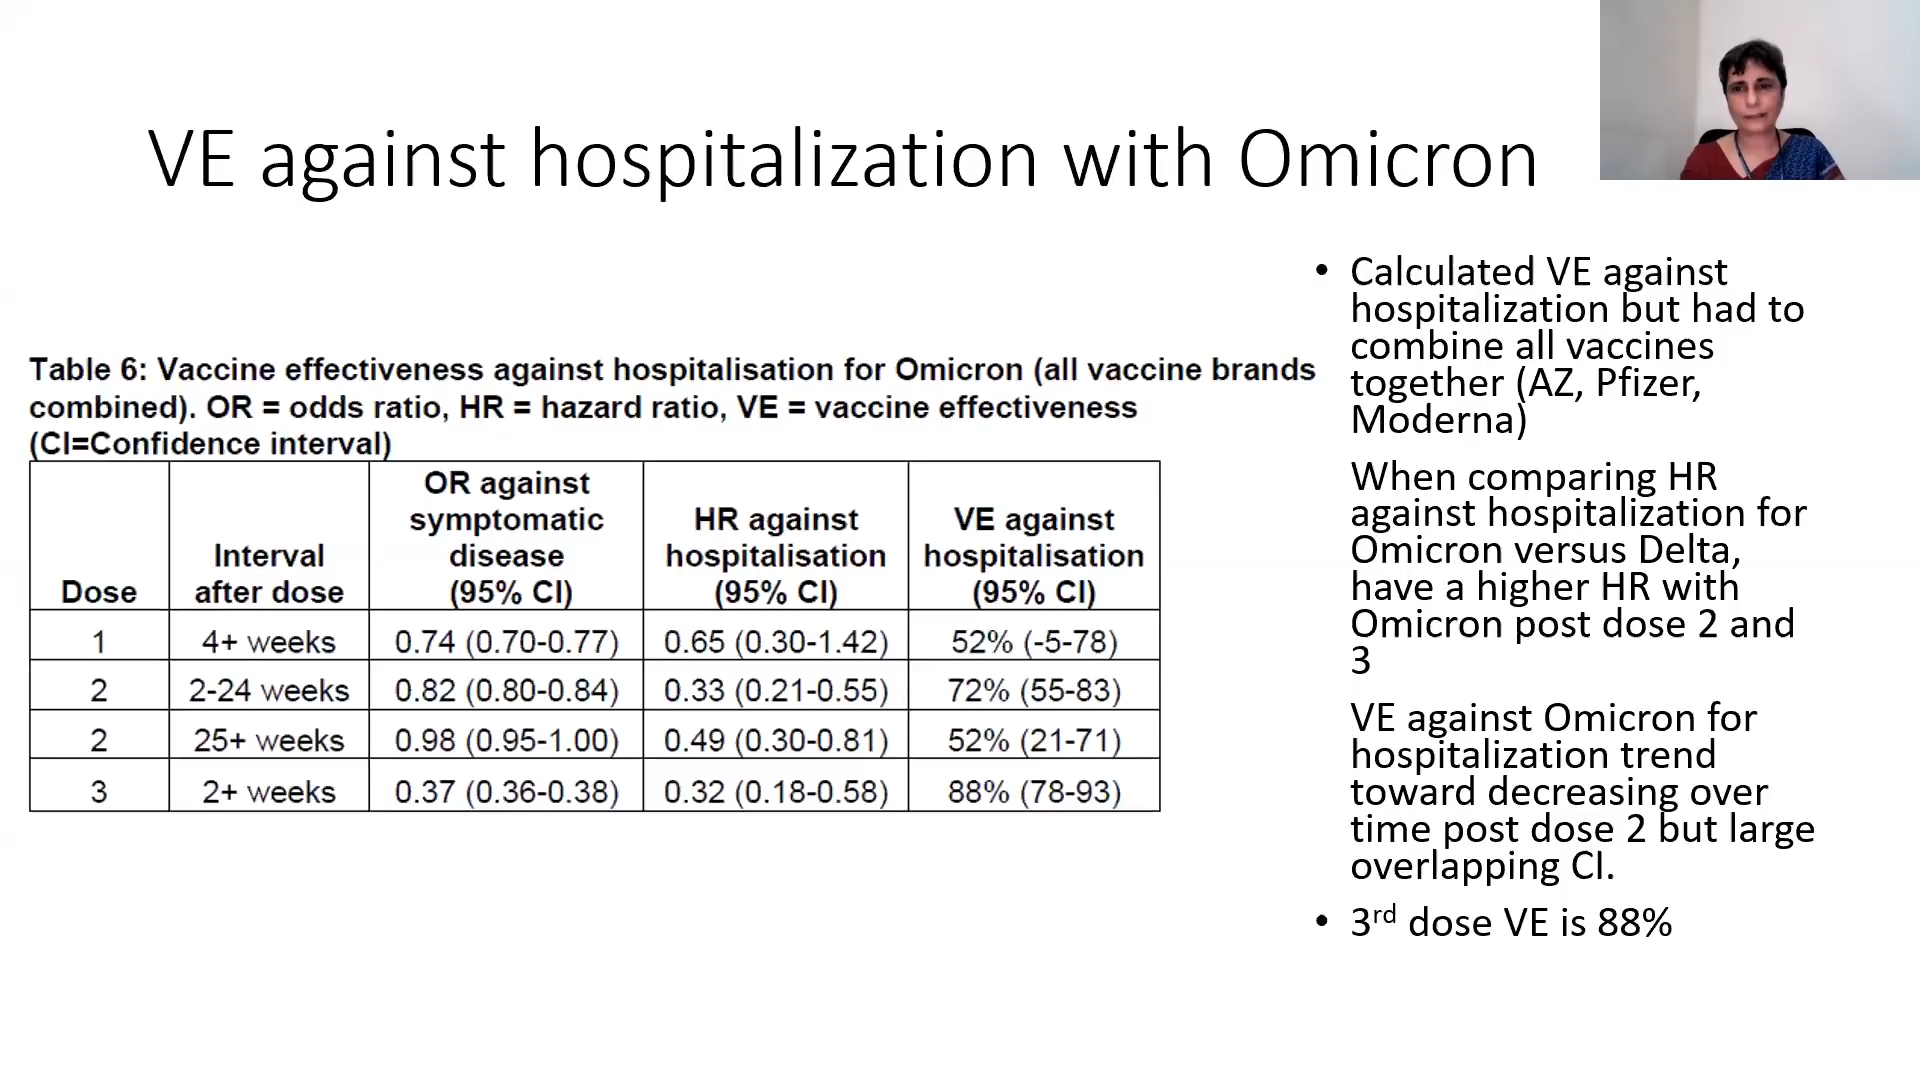 VE against hospitalization with Omicron
Table 6: Vaccine effectiveness against hospitalisation for Omicron (all vaccine brands
combined). OR = odds ratio, HR = hazard ratio, VE = vaccine effectiveness
(CI=Confidence interval)
Dose | Interval after dose | OR against symptomatic disease (95% CI) | HR against hospitalisation (95% CI) | VE against hospitalisation (95% CI)
1 | 4+ weeks | 0.74 (0.70-0.77) | 0.65 (0.30-1.42) | 52% (-5-78)
2 | 2-24 weeks | 0.82 (0.80-0.84) | 0.33 (0.21-0.55) | 72% (55-83)
2 | 25+ weeks | 0.98 (0.95-1.00) | 0.49 (0.30-0.81) | 52% (21-71)
3 | 2+ weeks | 0.37 (0.36-0.38) | 0.32 (0.18-0.58) | 88% (78-93)
• Calculated VE against
hospitalization but had to
combine all vaccines
together (AZ, Pfizer,
Moderna)
When comparing HR
against hospitalization for
Omicron versus Delta,
have a higher HR with
Omicron post dose 2 and
3
VE against Omicron for
hospitalization trend
toward decreasing over
time post dose 2 but large
overlapping CI.
• 3rd dose VE is 88%